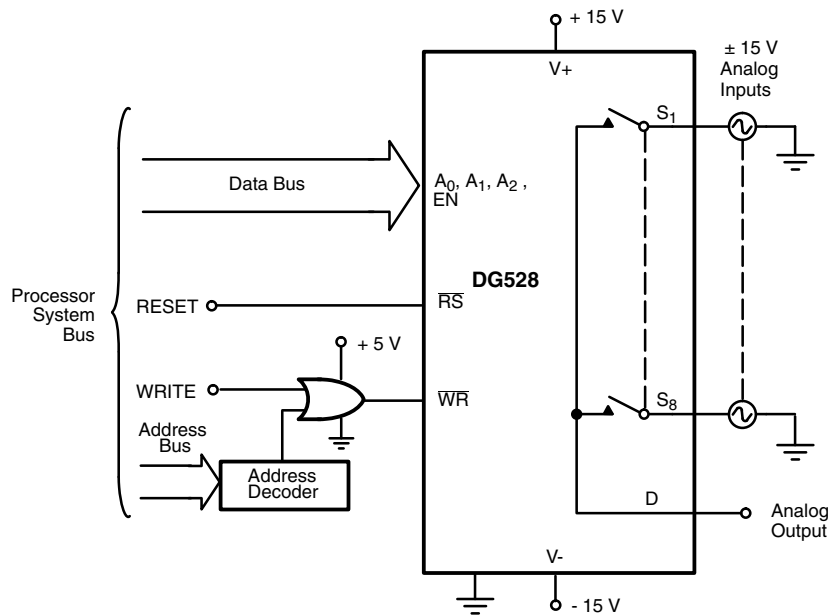 + 15 V
V+
± 15 V
Analog
Inputs
S1
Data Bus
A0, A1, A2 ,
EN
DG528
Processor
System
Bus
RESET
RS
+ 5 V
WRITE
WR
S8
Address
Bus
Address
Decoder
D
Analog
Output
V-
- 15 V